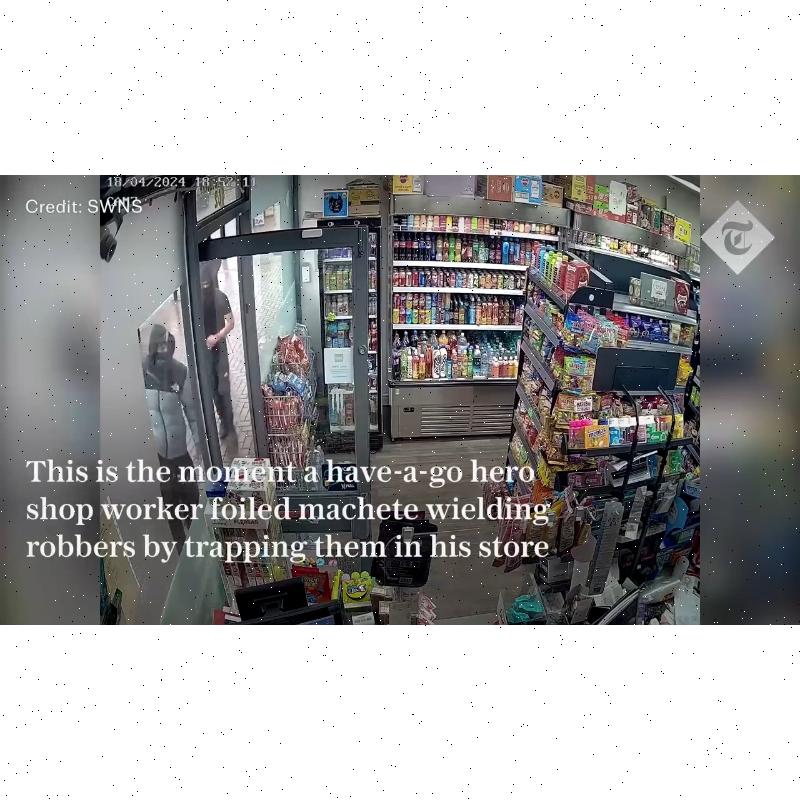 18/04/2024 18:52:11
Credit: SWNS
T
This is the moment a have-a-go hero
shop worker foiled machete wielding
robbers by trapping them in his store